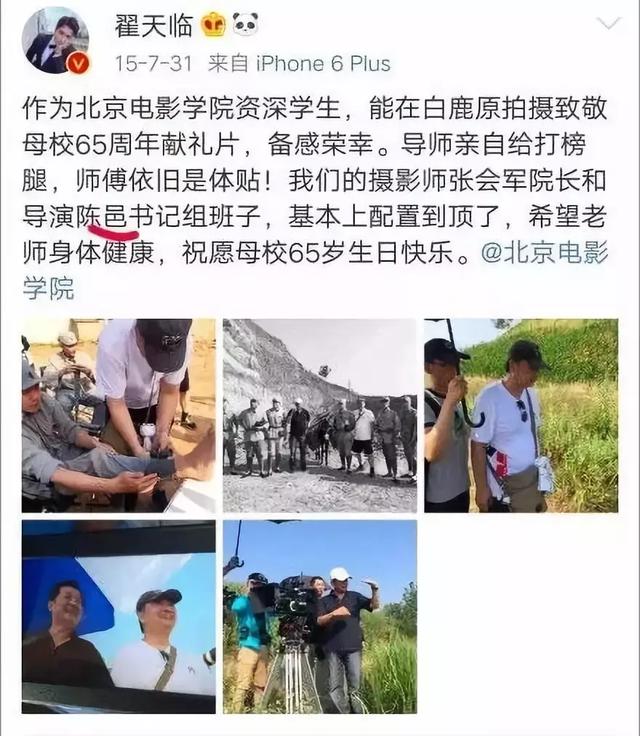 翟天临
15-7-31 来自 iPhone 6 Plus
作为北京电影学院资深学生，能在白鹿原拍摄致敬
母校65周年献礼片，备感荣幸。导师亲自给打榜
腿，师傅依旧是体贴！我们的摄影师张会军院长和
导演陈邑书记组班子，基本上配置到顶了，希望老
师身体健康，祝愿母校65岁生日快乐。@北京电影
学院